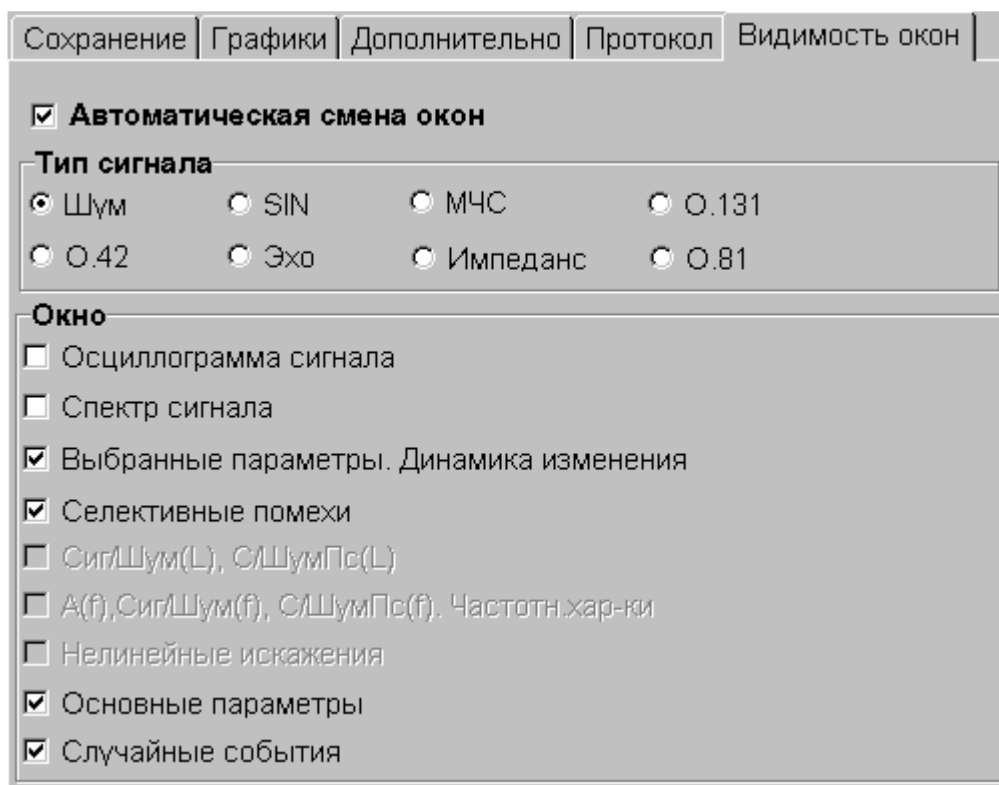 Сохранение Графики Дополнительно Протокол Видимость окон
Автоматическая смена окон
Тип сигнала
Шум SIN МЧС O.131
O.42 Эхо Импеданс O.81
Окно
Осциллограмма сигнала
Спектр сигнала
Выбранные параметры. Динамика изменения
Селективные помехи
Сиг/Шум(L), С/ШумПс(L)
A(f),Сиг/Шум(f), С/ШумПс(f). Частотн.хар-ки
Нелинейные искажения
Основные параметры
Случайные события